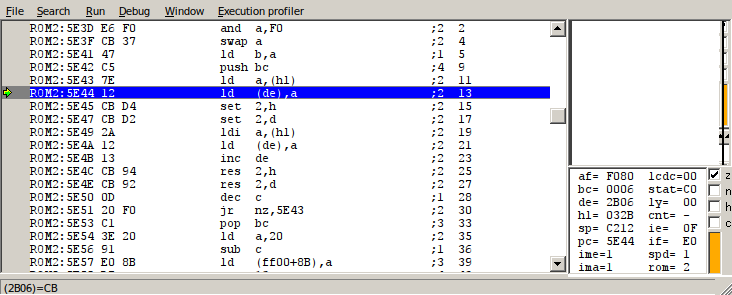 File Search Run Debug Window Execution profiler
ROM2:5E3D E6 F0 and a,F0 ;2 2
ROM2:5E3F CB 37 swap a ;2 4
ROM2:5E41 47 ld b,a ;1 5
ROM2:5E42 C5 push bc ;4 9
ROM2:5E43 7E ld a,(hl) ;2 11
ROM2:5E44 12 ld (de),a ;2 13
ROM2:5E45 CB D4 set 2,h ;2 15
ROM2:5E47 CB D2 set 2,d ;2 17
ROM2:5E49 2A ldi a,(hl) ;2 19
ROM2:5E4A 12 ld (de),a ;2 21
ROM2:5E4B 13 inc de ;2 23
ROM2:5E4C CB 94 res 2,h ;2 25
ROM2:5E4E CB 92 res 2,d ;2 27
ROM2:5E50 0D dec c ;1 28
ROM2:5E51 20 F0 jr nz,5E43 ;2 30
ROM2:5E53 C1 pop bc ;3 33
ROM2:5E54 3E 20 ld a,20 ;2 35
ROM2:5E56 91 sub c ;1 36
ROM2:5E57 E0 8B ld (ff00+8B),a ;3 39
af= F080 lcdc=00 z
bc= 0006 stat=C0 n
de= 2B06 ly= 00 h
hl= 032B cnt= - c
sp= C212 ie= 0F
pc= 5E44 if= E0
ime=1 spd= 1
ima=1 rom= 2
(2B06)=CB